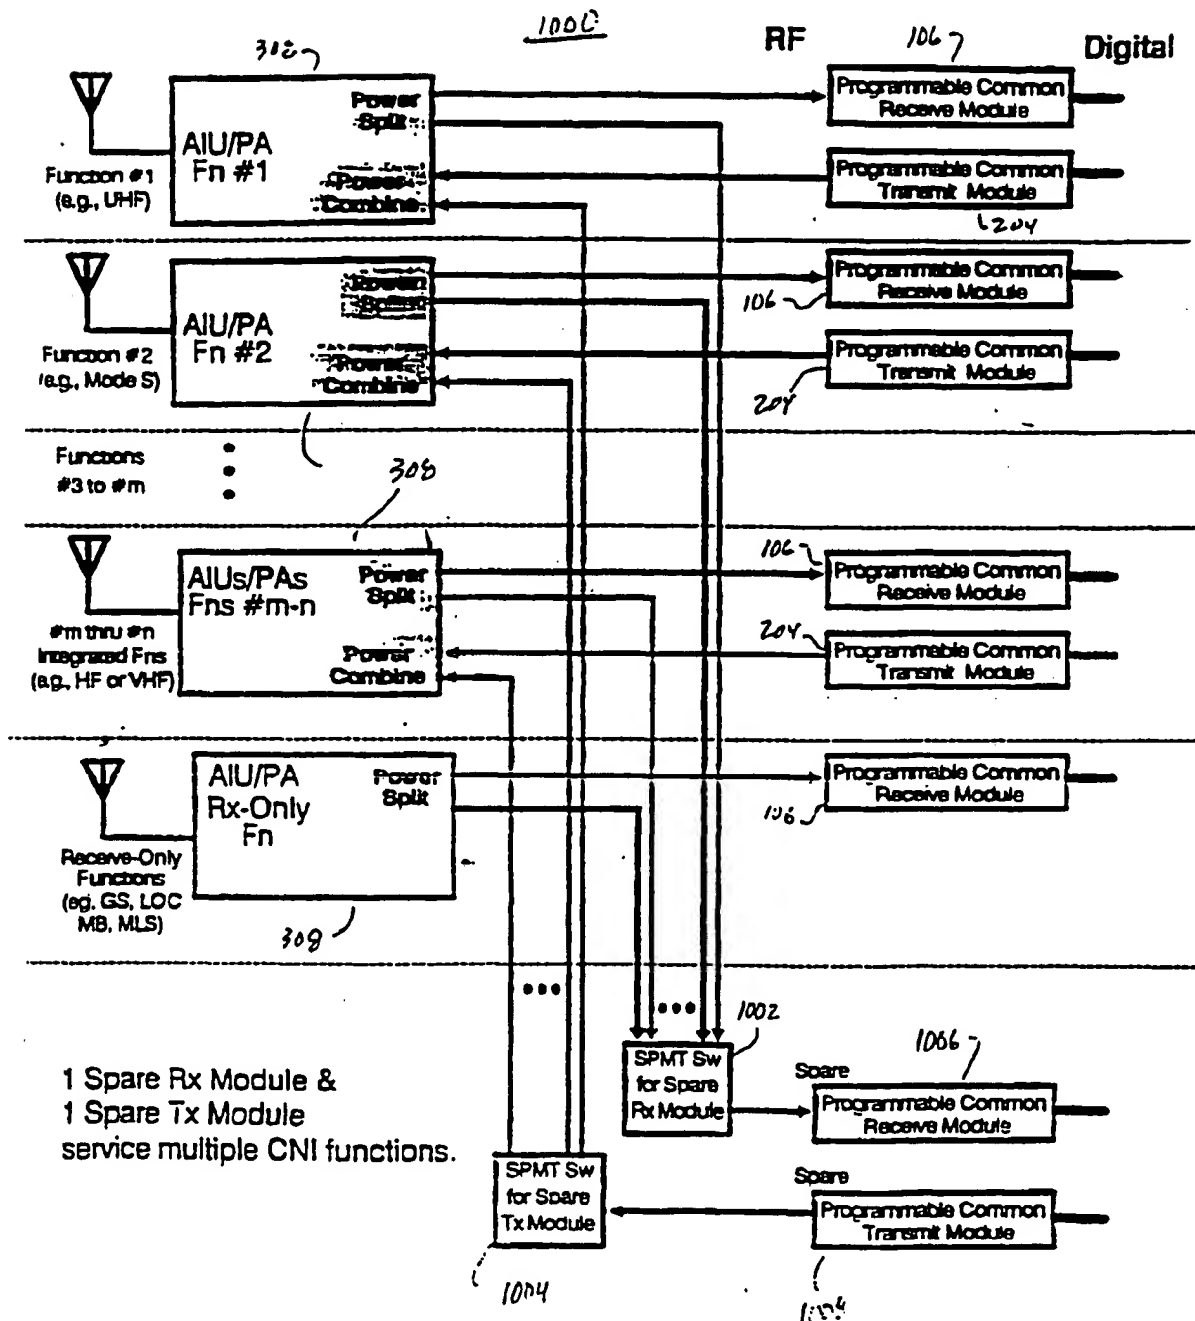 1000
RF
Digital
308
106
Power
Split
AIU/PA
Fn #1
Power
Combine
Function #1
(e.g., UHF)
Programmable Common
Receive Module
Programmable Common
Transmit Module
204
Power
Split
AIU/PA
Fn #2
Power
Combine
Function #2
(e.g., Mode S)
Programmable Common
Receive Module
106
Programmable Common
Transmit Module
204
Functions
#3 to #m
308
AIUs/PAs
Fns #m-n
Power
Split
Power
Combine
#m thru #n
Integrated Fns
(e.g., HF or VHF)
106
Programmable Common
Receive Module
204
Programmable Common
Transmit Module
AIU/PA
Rx-Only
Fn
Power
Split
Receive-Only
Functions
(eg, GS, LOC
MB, MLS)
308
Programmable Common
Receive Module
106
1002
SPMT Sw
for Spare
Rx Module
1006
Spare
Programmable Common
Receive Module
1 Spare Rx Module &
1 Spare Tx Module
service multiple CNI functions.
SPMT Sw
for Spare
Tx Module
1004
Spare
Programmable Common
Transmit Module